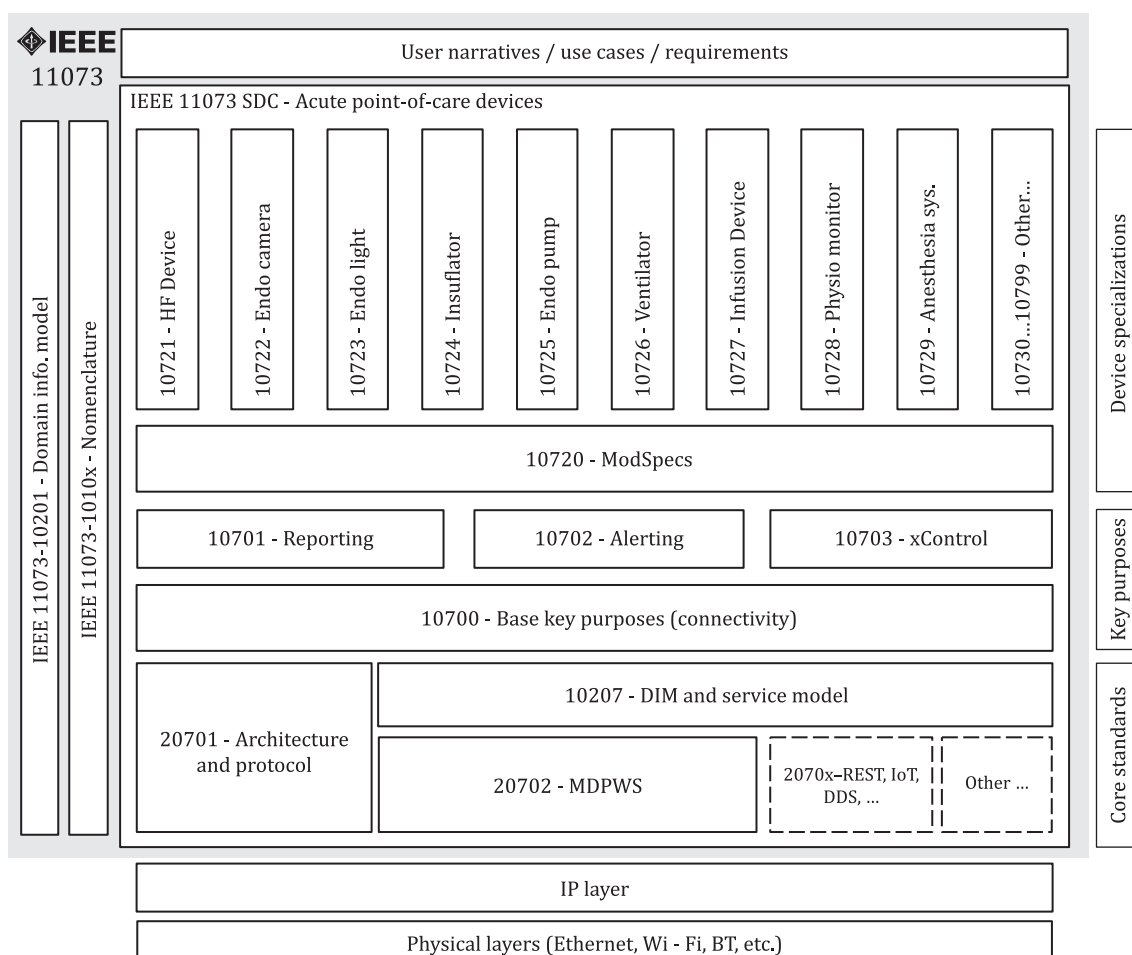 IEEE
11073
User narratives / use cases / requirements
IEEE 11073 SDC - Acute point-of-care devices
IEEE 11073-10201 - Domain info. model
IEEE 11073-1010x - Nomenclature
10721 - HF Device
10722 - Endo camera
10723 - Endo light
10724 - Insuflator
10725 - Endo pump
10726 - Ventilator
10727 - Infusion Device
10728 - Physio monitor
10729 - Anesthesia sys.
10730...10799 - Other...
Device specializations
10720 - ModSpecs
10701 - Reporting
10702 - Alerting
10703 - xControl
Key purposes
10700 - Base key purposes (connectivity)
20701 - Architecture
and protocol
10207 - DIM and service model
20702 - MDPWS
2070x–REST, IoT,
DDS, ...
Other ...
Core standards
IP layer
Physical layers (Ethernet, Wi - Fi, BT, etc.)